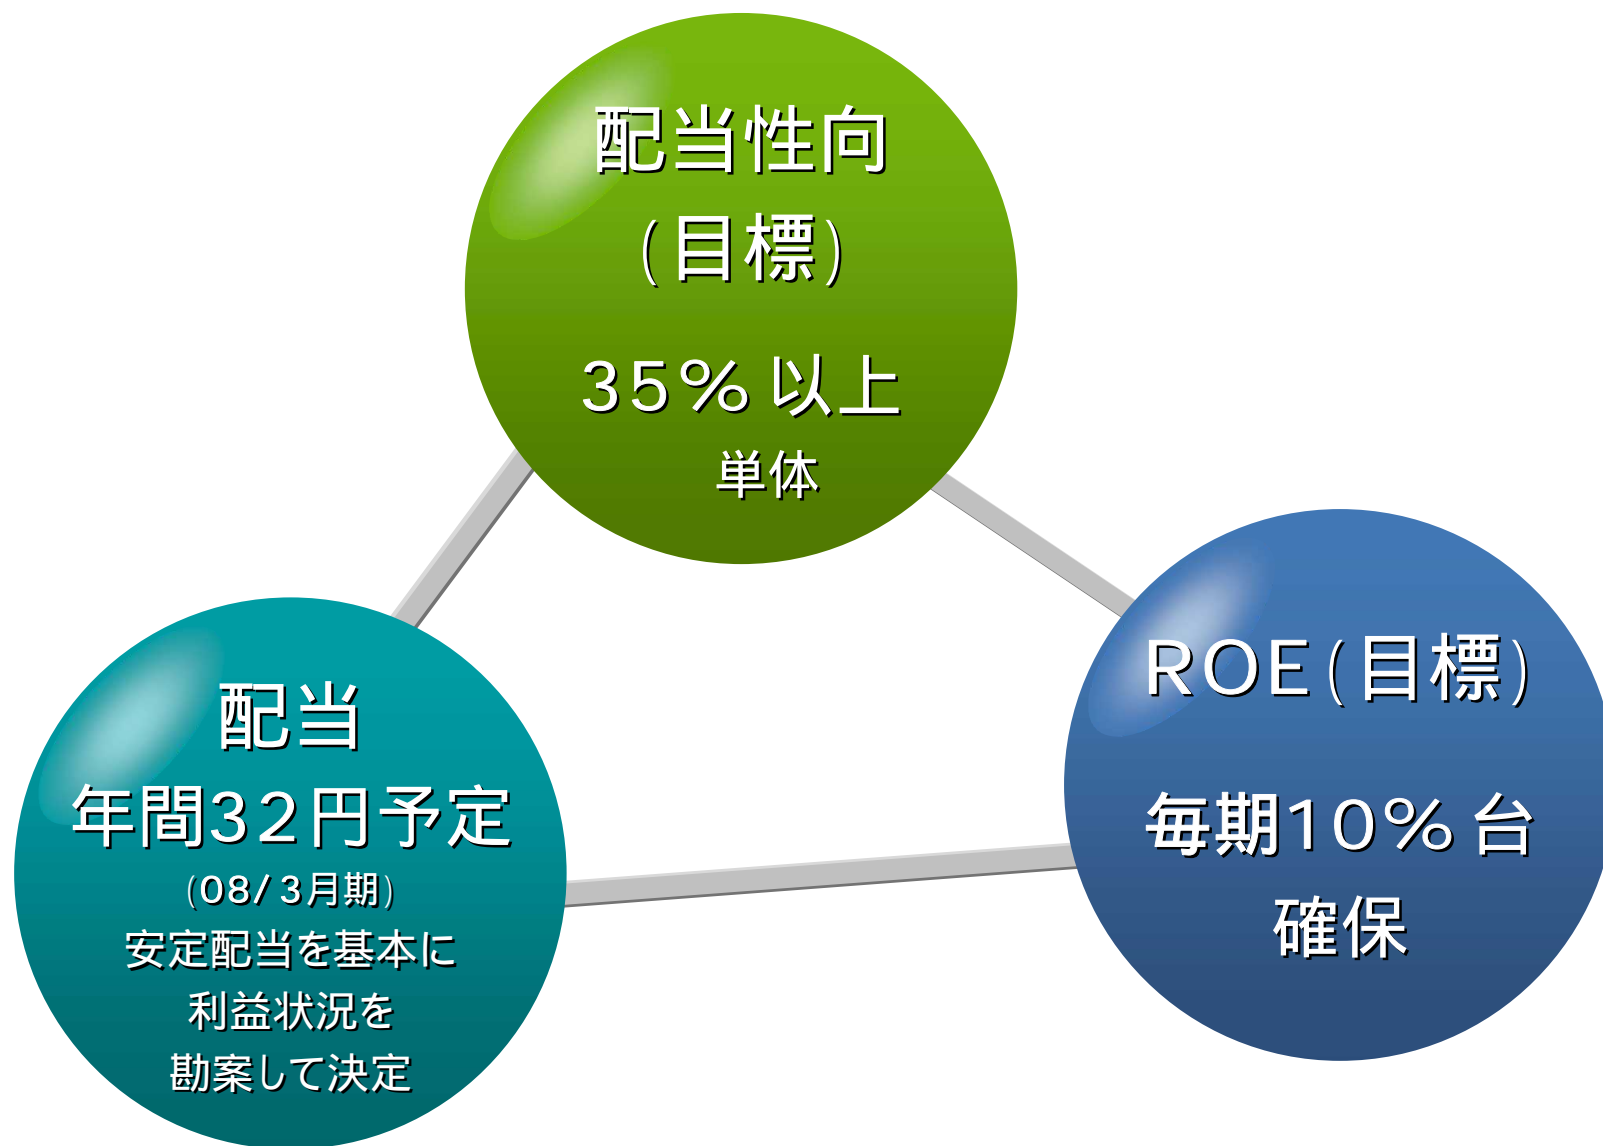 配当性向
(目標)
35%以上
単体
ROE(目標)
毎期10%台
確保
配当
年間32円予定
(08/3月期)
安定配当を基本に
利益状況を
勘案して決定